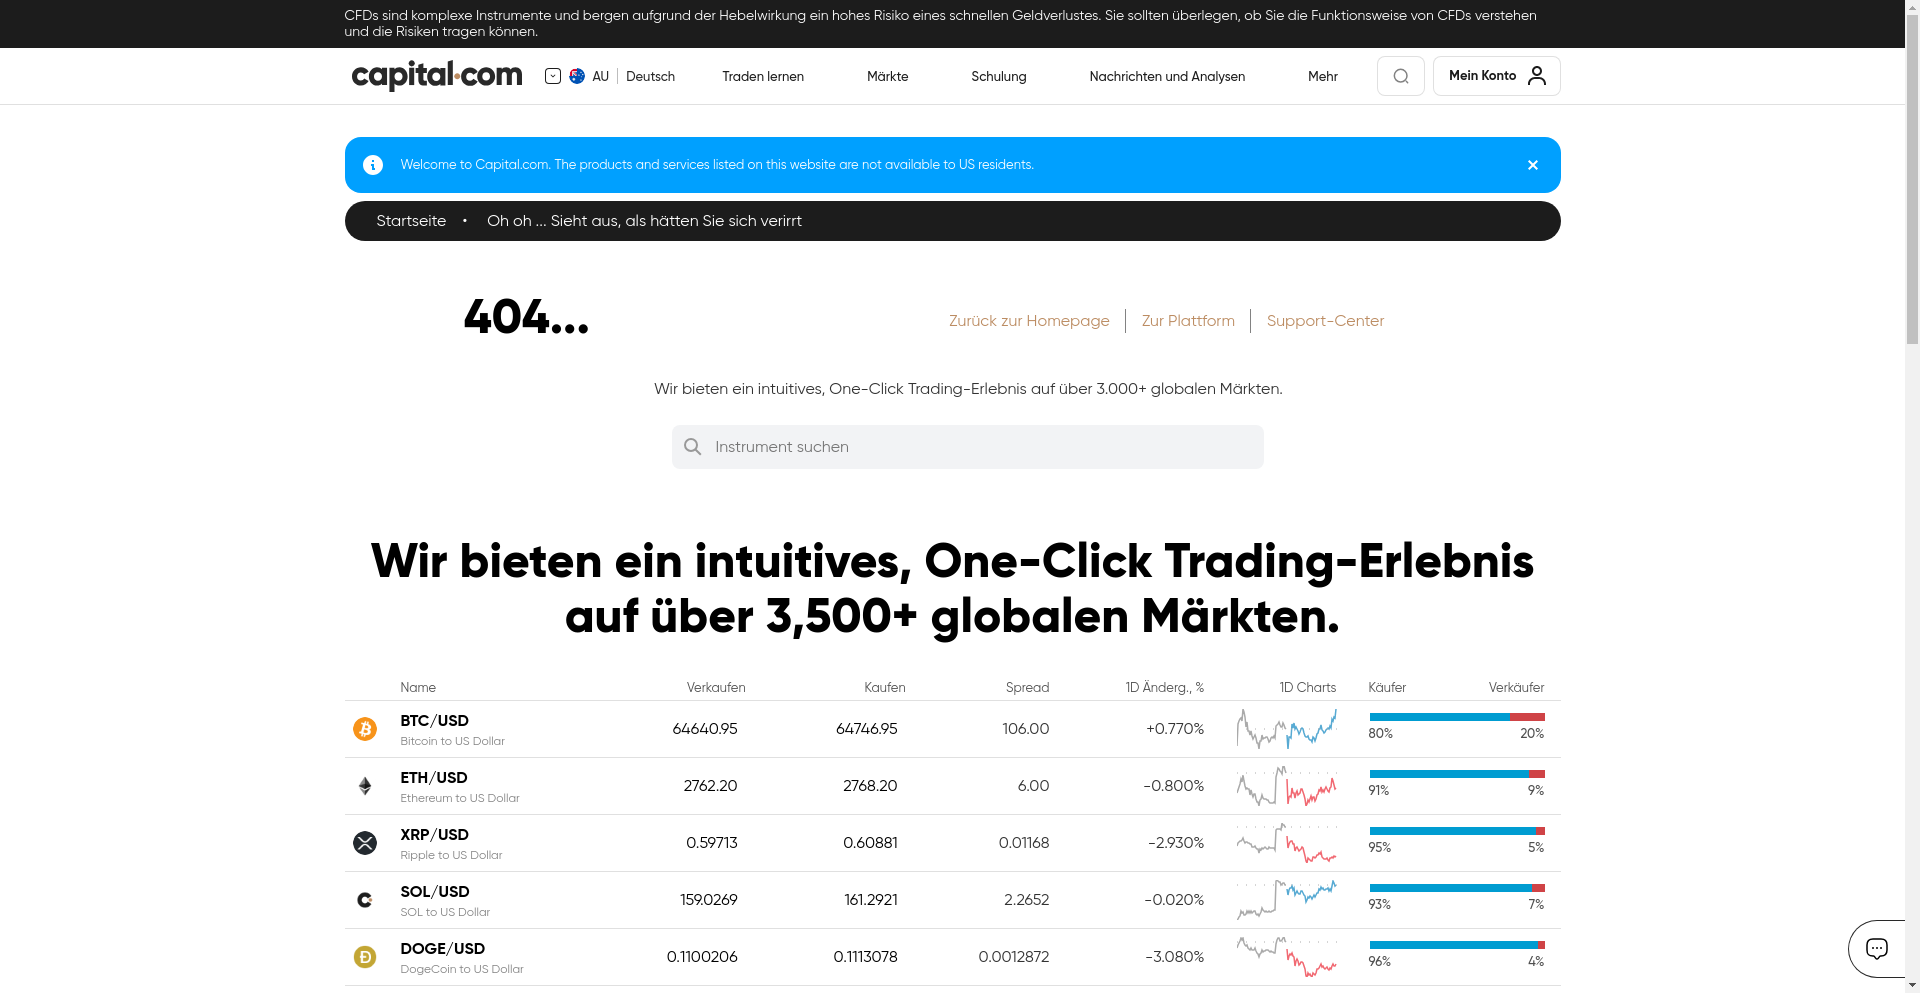 CFDs sind komplexe Instrumente und bergen aufgrund der Hebelwirkung ein hohes Risiko eines schnellen Geldverlustes. Sie sollten überlegen, ob Sie die Funktionsweise von CFDs verstehen
und die Risiken tragen können.
capital.com AU Deutsch Traden lernen Märkte Schulung Nachrichten und Analysen Mehr Mein Konto
Welcome to Capital.com. The products and services listed on this website are not available to US residents.
Startseite • Oh oh ... Sieht aus, als hätten Sie sich verirrt
404...
Zurück zur Homepage Zur Plattform Support-Center
Wir bieten ein intuitives, One-Click Trading-Erlebnis auf über 3.000+ globalen Märkten.
Instrument suchen
Wir bieten ein intuitives, One-Click Trading-Erlebnis
auf über 3,500+ globalen Märkten.
Name Verkaufen Kaufen Spread 1D Änderg., % 1D Charts Käufer Verkäufer
BTC/USD 64640.95 64746.95 106.00 +0.770% 80% 20%
Bitcoin to US Dollar
ETH/USD 2762.20 2768.20 6.00 -0.800% 91% 9%
Ethereum to US Dollar
XRP/USD 0.59713 0.60881 0.01168 -2.930% 95% 5%
Ripple to US Dollar
SOL/USD 159.0269 161.2921 2.2652 -0.020% 93% 7%
SOL to US Dollar
DOGE/USD 0.1100206 0.1113078 0.0012872 -3.080% 96% 4%
DogeCoin to US Dollar